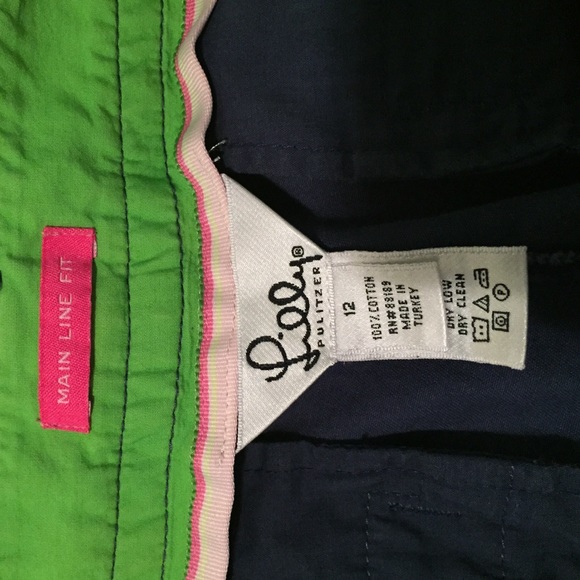 MAIN LINE FIT
Lilly®
PULITZER
12
100% COTTON
RN#88189
MADE IN
TURKEY
DRY LOW
DRY CLEAN
P